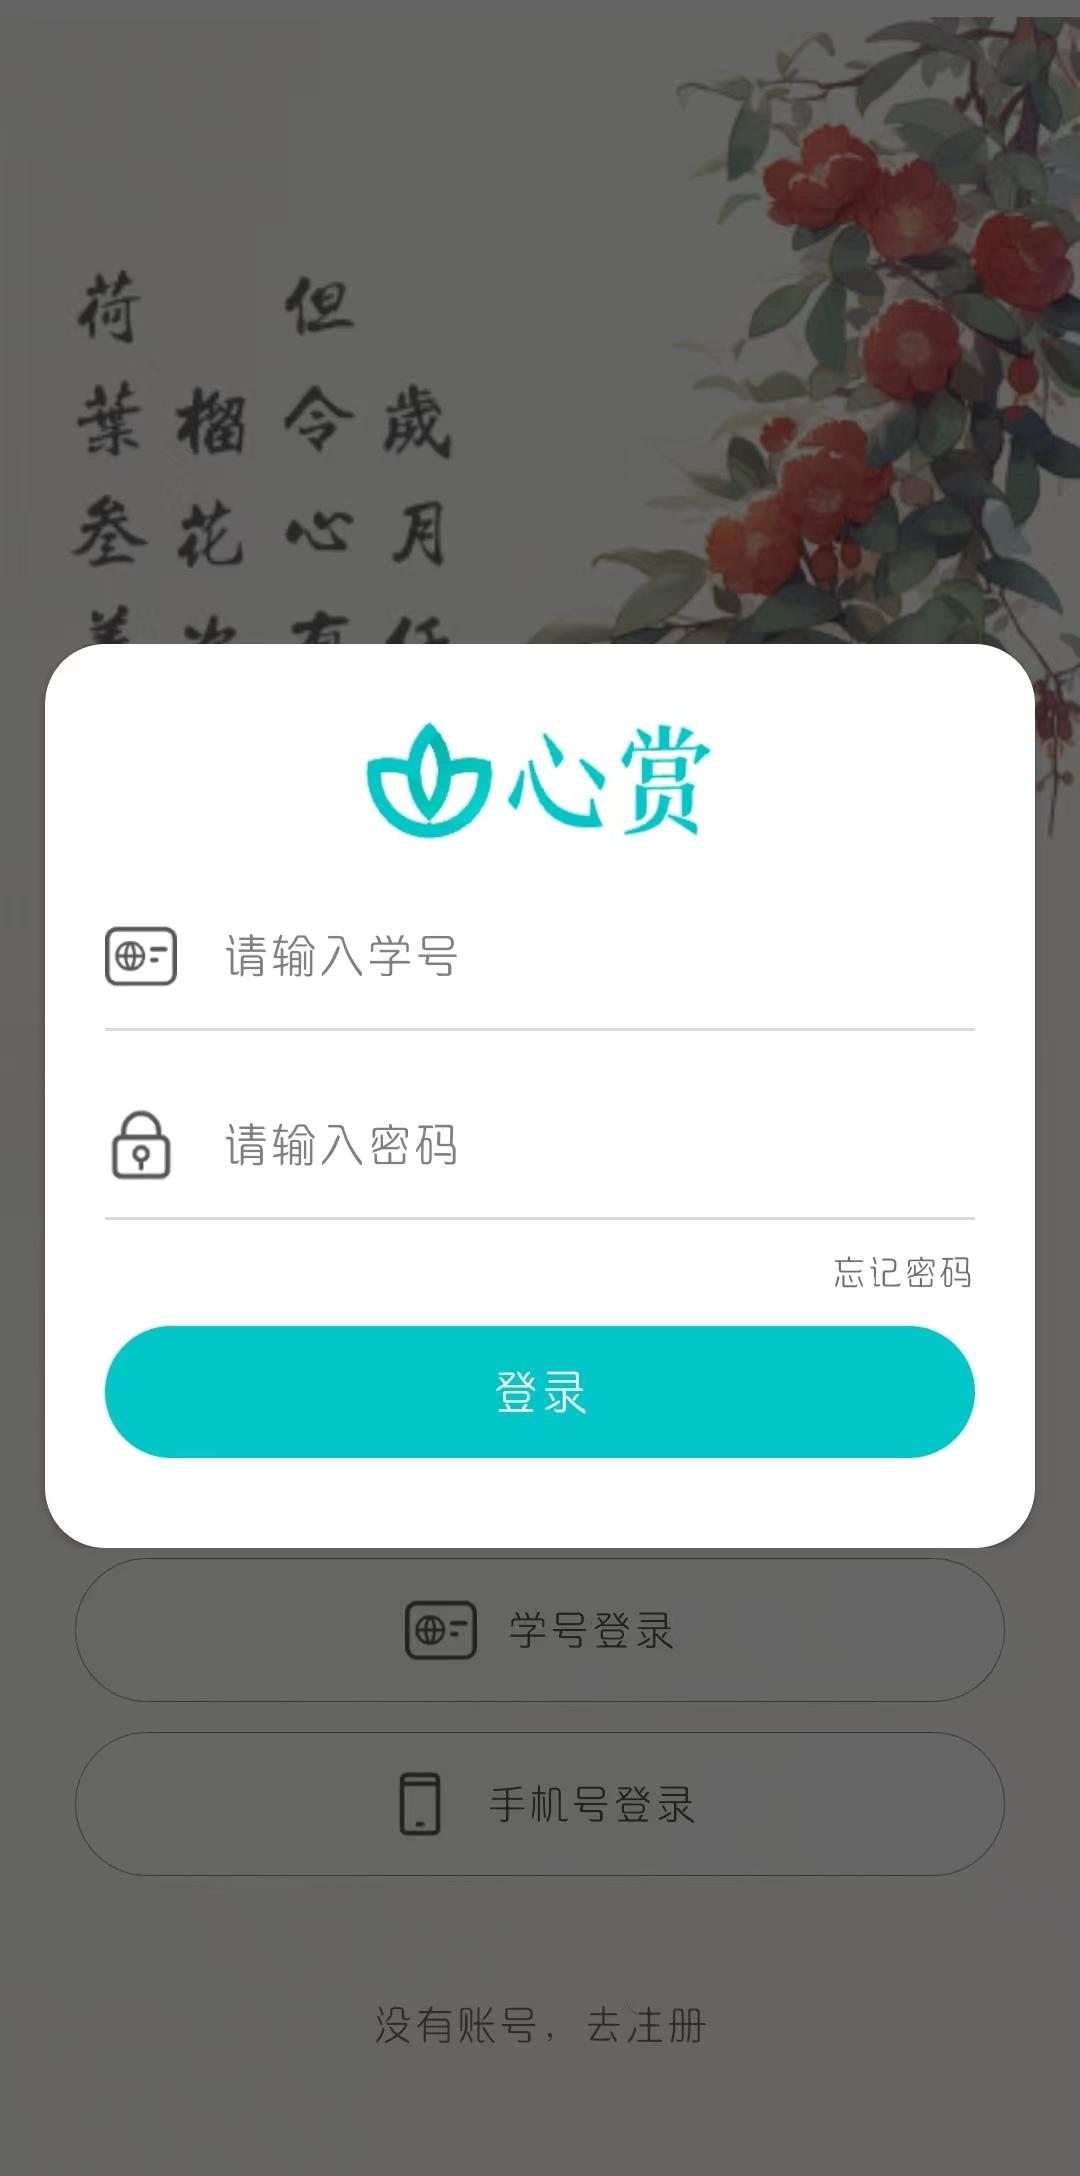 荷葉叁
榴花
但令心
歲月
心赏
请输入学号
请输入密码
忘记密码
登录
学号登录
手机号登录
没有账号，去注册